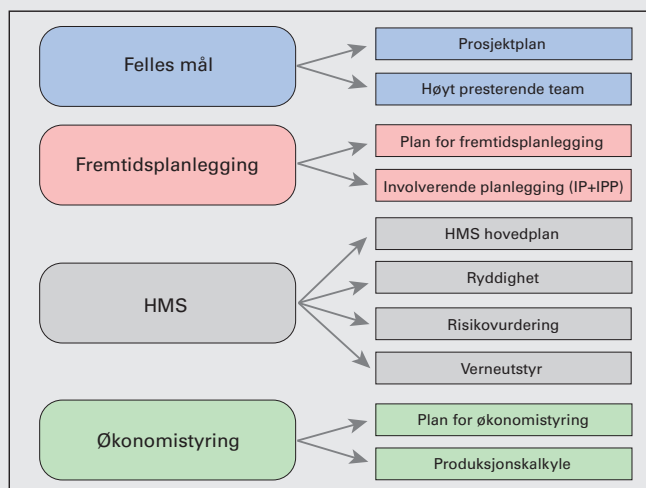 Felles mål
Prosjektplan
Høyt presterende team
Fremtidsplanlegging
Plan for fremtidsplanlegging
Involverende planlegging (IP+IPP)
HMS
HMS hovedplan
Ryddighet
Risikovurdering
Verneutstyr
Økonomistyring
Plan for økonomistyring
Produksjonskalkyle